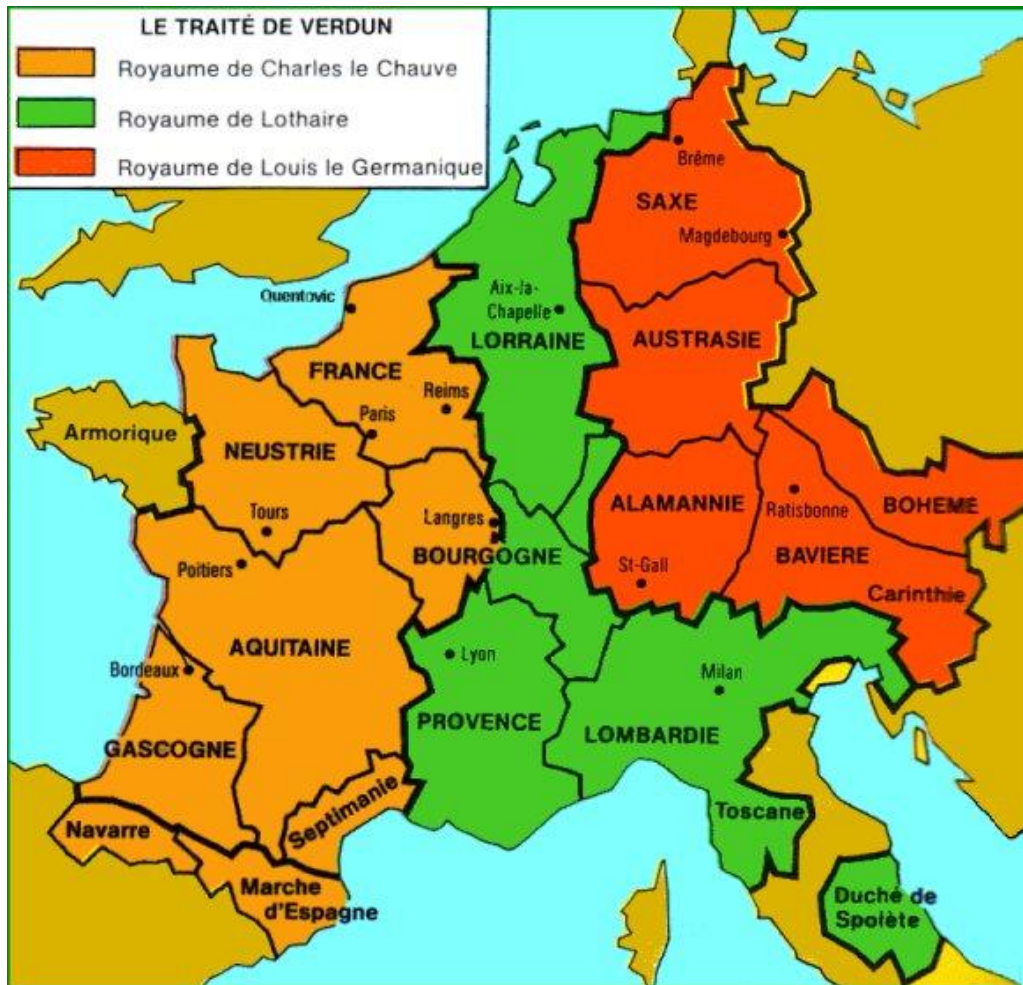 LE TRAITÉ DE VERDUN
Royaume de Charles le Chauve
Royaume de Lothaire
Royaume de Louis le Germanique
Brême
SAXE
Magdebourg
Quentovic
Aix-la-
Chapelle
LORRAINE
AUSTRASIE
FRANCE
Reims
Paris
Armorique
NEUSTRIE
Tours
Langres
BOURGOGNE
ALAMANNIE
Ratisbonne
BOHEME
BAVIERE
St-Gall
Carinthie
Poitiers
AQUITAINE
Bordeaux
Lyon
Milan
PROVENCE
LOMBARDIE
GASCOGNE
Septimanie
Toscane
Navarre
Marche
d'Espagne
Duché de
Spolète